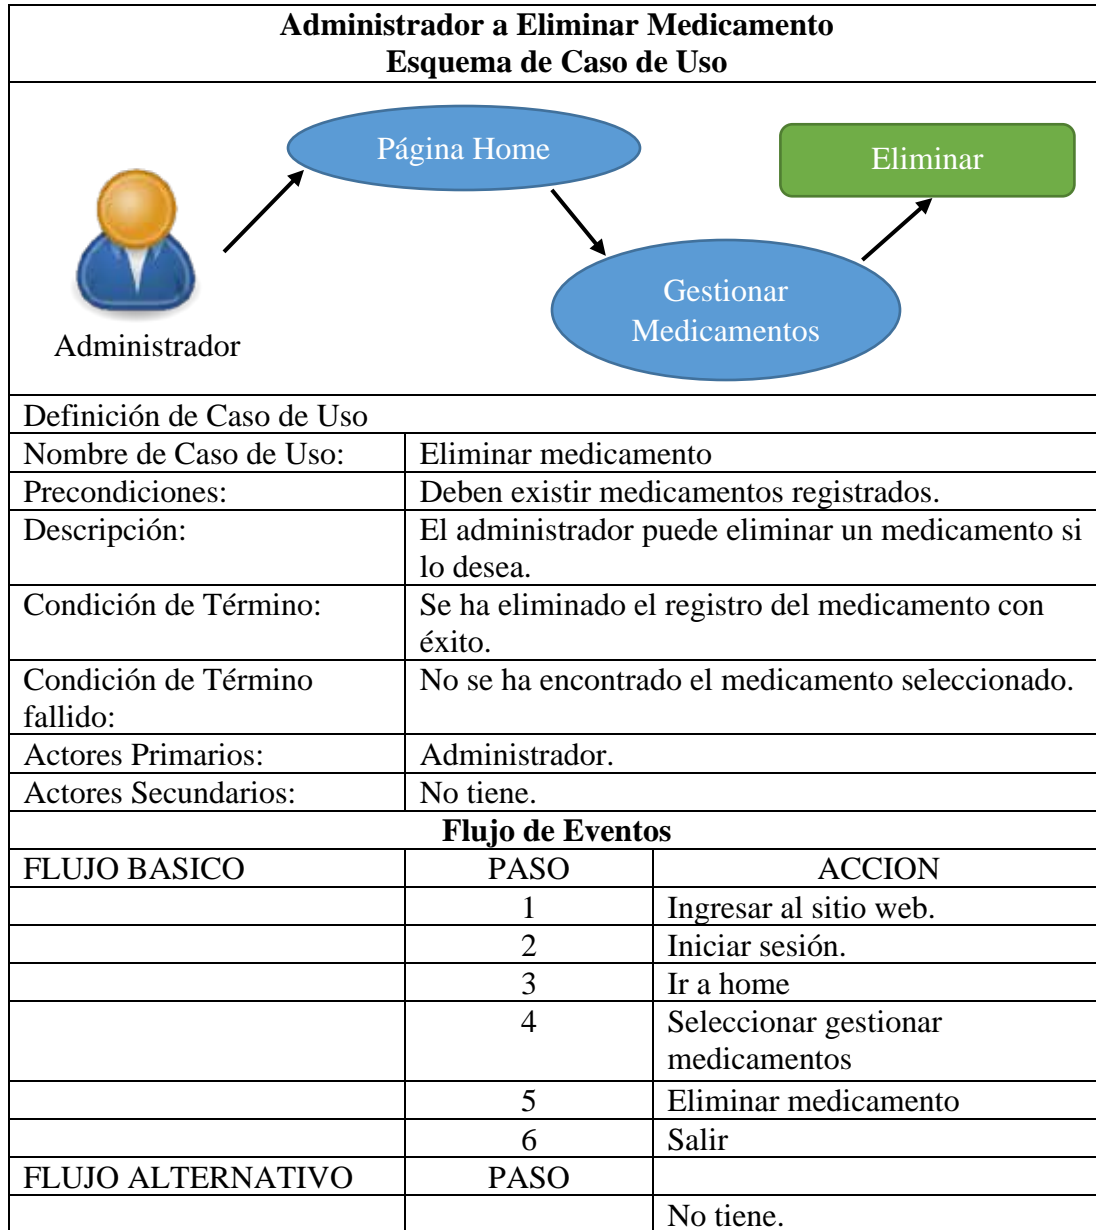 Administrador a Eliminar Medicamento
Esquema de Caso de Uso
Página Home
Eliminar
Gestionar
Medicamentos
Administrador
Definición de Caso de Uso
Nombre de Caso de Uso: Eliminar medicamento
Precondiciones: Deben existir medicamentos registrados.
Descripción: El administrador puede eliminar un medicamento si
lo desea.
Condición de Término: Se ha eliminado el registro del medicamento con
éxito.
Condición de Término No se ha encontrado el medicamento seleccionado.
fallido:
Actores Primarios: Administrador.
Actores Secundarios: No tiene.
Flujo de Eventos
FLUJO BASICO PASO ACCION
1 Ingresar al sitio web.
2 Iniciar sesión.
3 Ir a home
4 Seleccionar gestionar
medicamentos
5 Eliminar medicamento
6 Salir
FLUJO ALTERNATIVO PASO
No tiene.